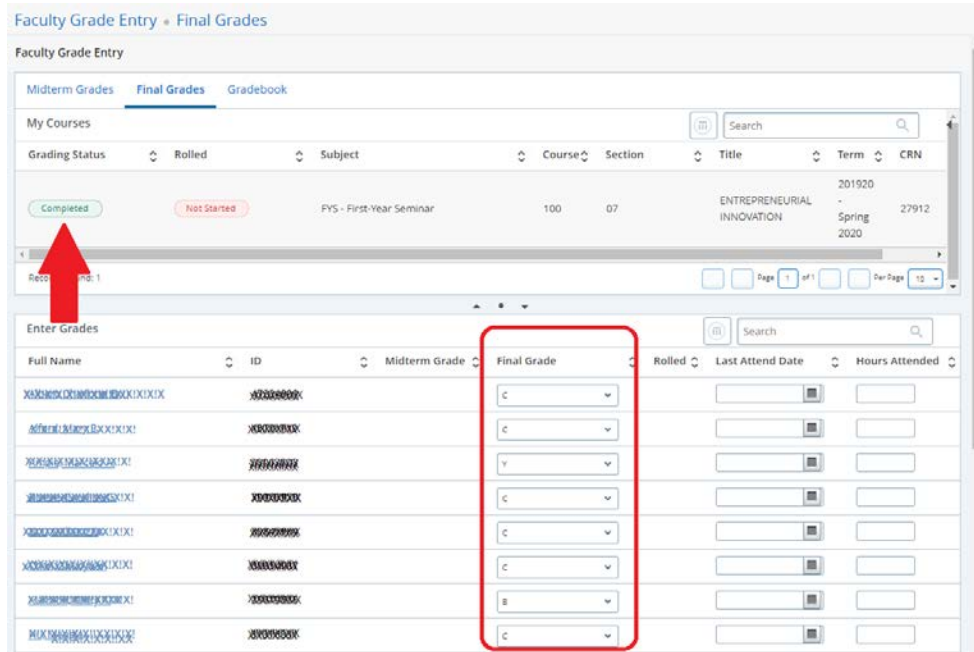 Faculty Grade Entry • Final Grades
Faculty Grade Entry
Midterm Grades Final Grades Gradebook
My Courses Search
Grading Status Rolled Subject Course Section Title Term CRN
Completed Not Started FYS - First-Year Seminar 100 07 ENTREPRENEURIAL INNOVATION 201920 - Spring 2020 27912
1 Page 1 of 1 Per Page 10
Enter Grades Search
Full Name ID Midterm Grade Final Grade Rolled Last Attend Date Hours Attended
C
C
Y
C
C
C
B
C